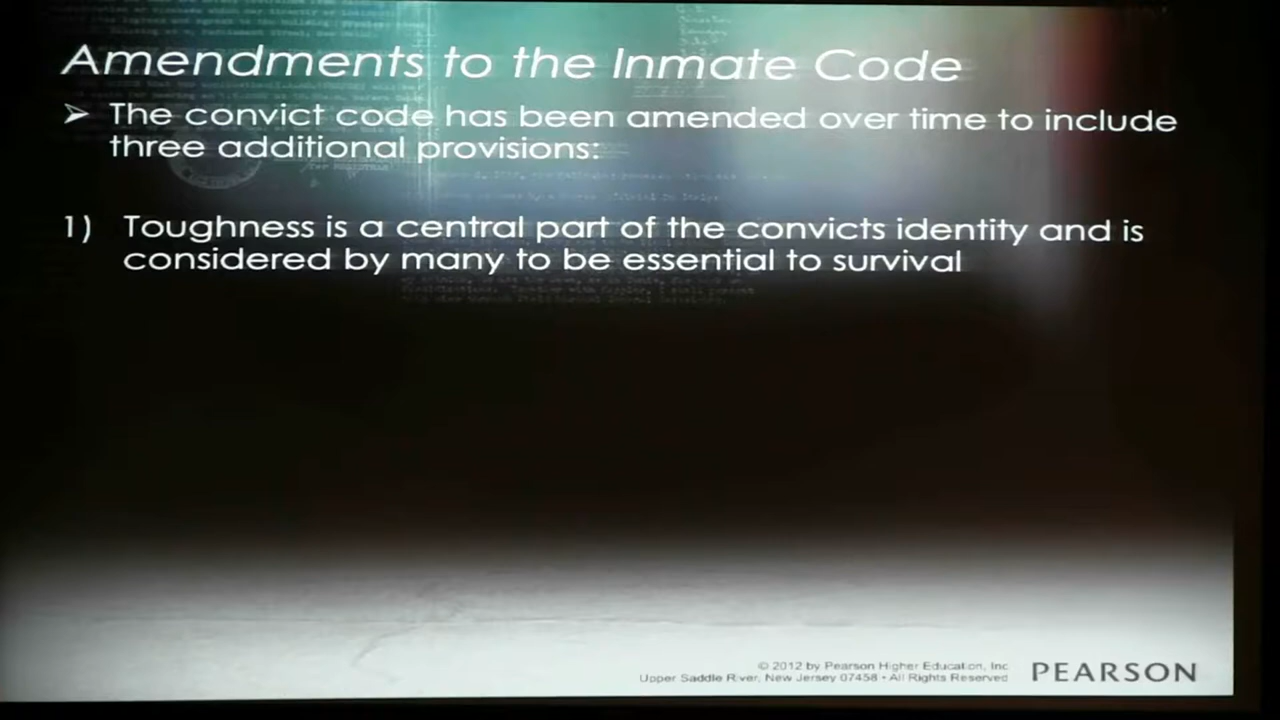 Amendments to the Inmate Code
➢ The convict code has been amended over time to include
three additional provisions:
1) Toughness is a central part of the convicts identity and is
considered by many to be essential to survival
© 2012 by Pearson Higher Education, Inc
Upper Saddle River, New Jersey 07458 • All Rights Reserved
PEARSON